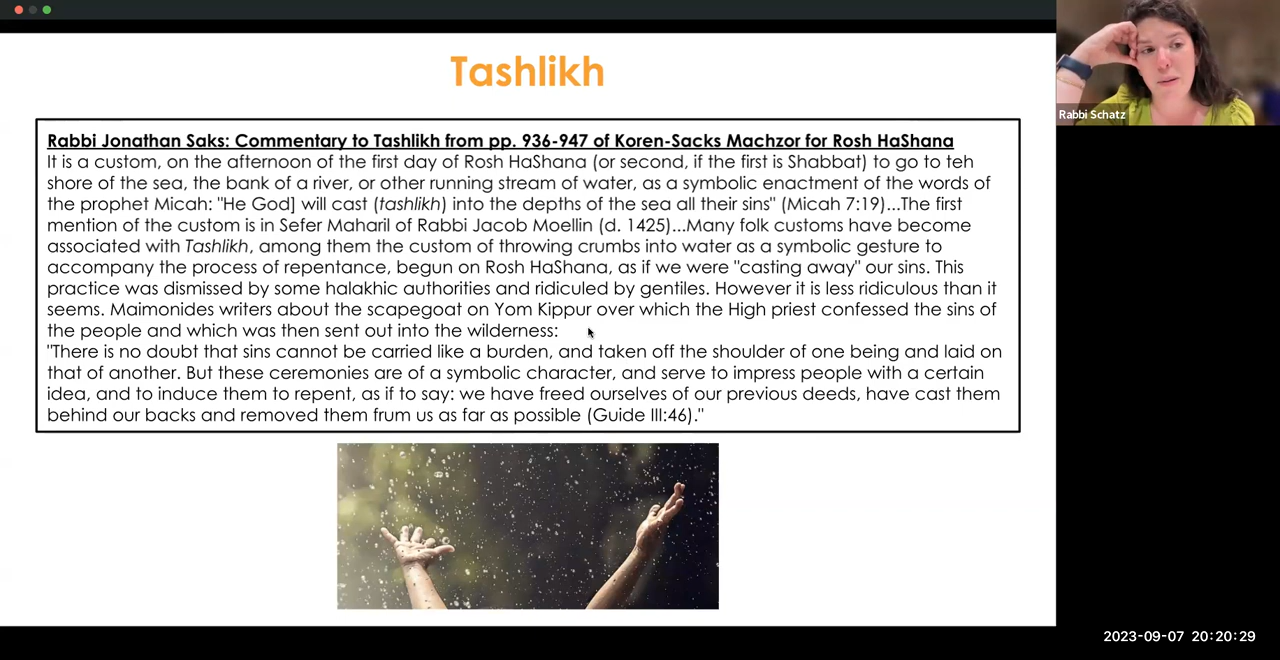 Tashlikh
Rabbi Jonathan Saks: Commentary to Tashlikh from pp. 936-947 of Koren-Sacks Machzor for Rosh HaShana
It is a custom, on the afternoon of the first day of Rosh HaShana (or second, if the first is Shabbat) to go to teh
shore of the sea, the bank of a river, or other running stream of water, as a symbolic enactment of the words of
the prophet Micah: "He God] will cast (tashlikh) into the depths of the sea all their sins" (Micah 7:19)...The first
mention of the custom is in Sefer Maharil of Rabbi Jacob Moellin (d. 1425)...Many folk customs have become
associated with Tashlikh, among them the custom of throwing crumbs into water as a symbolic gesture to
accompany the process of repentance, begun on Rosh HaShana, as if we were "casting away" our sins. This
practice was dismissed by some halakhic authorities and ridiculed by gentiles. However it is less ridiculous than it
seems. Maimonides writers about the scapegoat on Yom Kippur over which the High priest confessed the sins of
the people and which was then sent out into the wilderness:
"There is no doubt that sins cannot be carried like a burden, and taken off the shoulder of one being and laid on
that of another. But these ceremonies are of a symbolic character, and serve to impress people with a certain
idea, and to induce them to repent, as if to say: we have freed ourselves of our previous deeds, have cast them
behind our backs and removed them frum us as far as possible (Guide III:46)."
Rabbi Schatz
2023-09-07 20:20:29